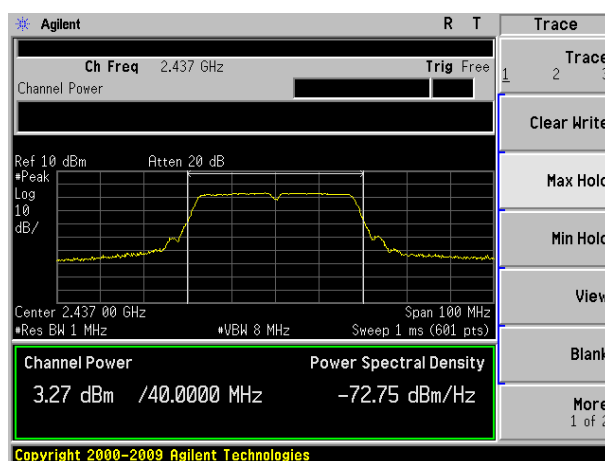 Agilent R T Trace
Ch Freq 2.437 GHz Trig Free
Channel Power
Trace
1 2 3
Clear Write
Max Hold
Min Hold
View
Blank
More
1 of 2
Ref 10 dBm Atten 20 dB
#Peak
Log
10
dB/
Center 2.437 00 GHz Span 100 MHz
#Res BW 1 MHz #VBW 8 MHz Sweep 1 ms (601 pts)
Channel Power Power Spectral Density
3.27 dBm /40.0000 MHz -72.75 dBm/Hz
Copyright 2000-2009 Agilent Technologies